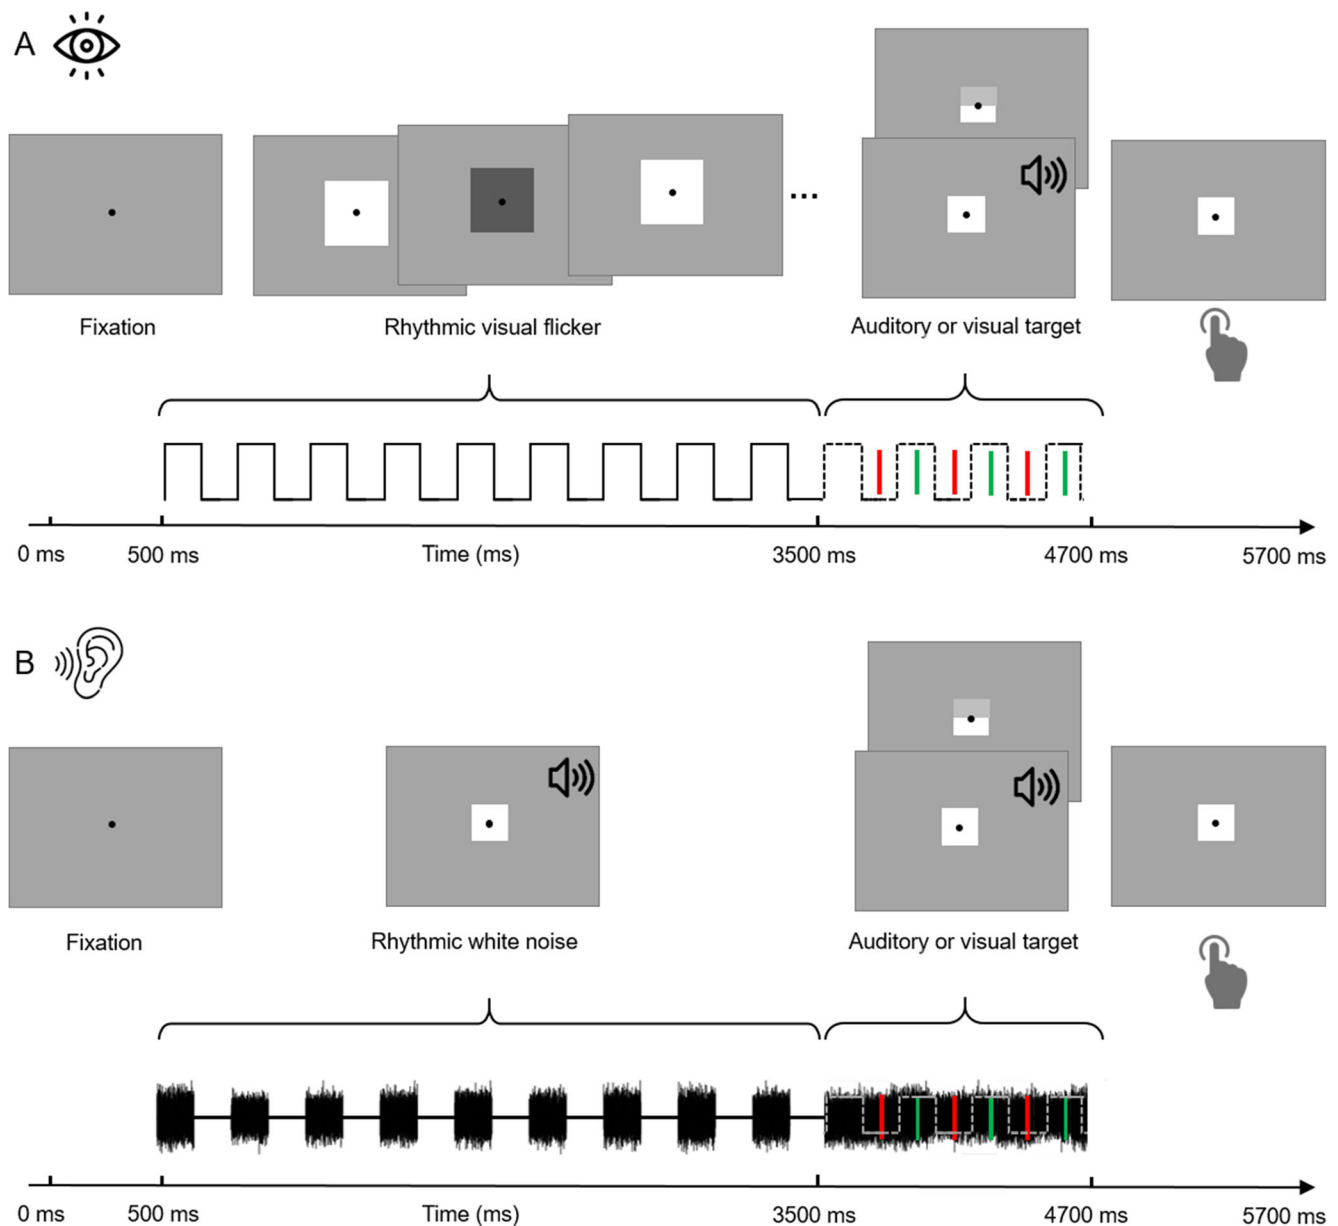 A
Fixation
Rhythmic visual flicker
...
Auditory or visual target
0 ms
500 ms
Time (ms)
3500 ms
4700 ms
5700 ms
B
Fixation
Rhythmic white noise
Auditory or visual target
0 ms
500 ms
Time (ms)
3500 ms
4700 ms
5700 ms